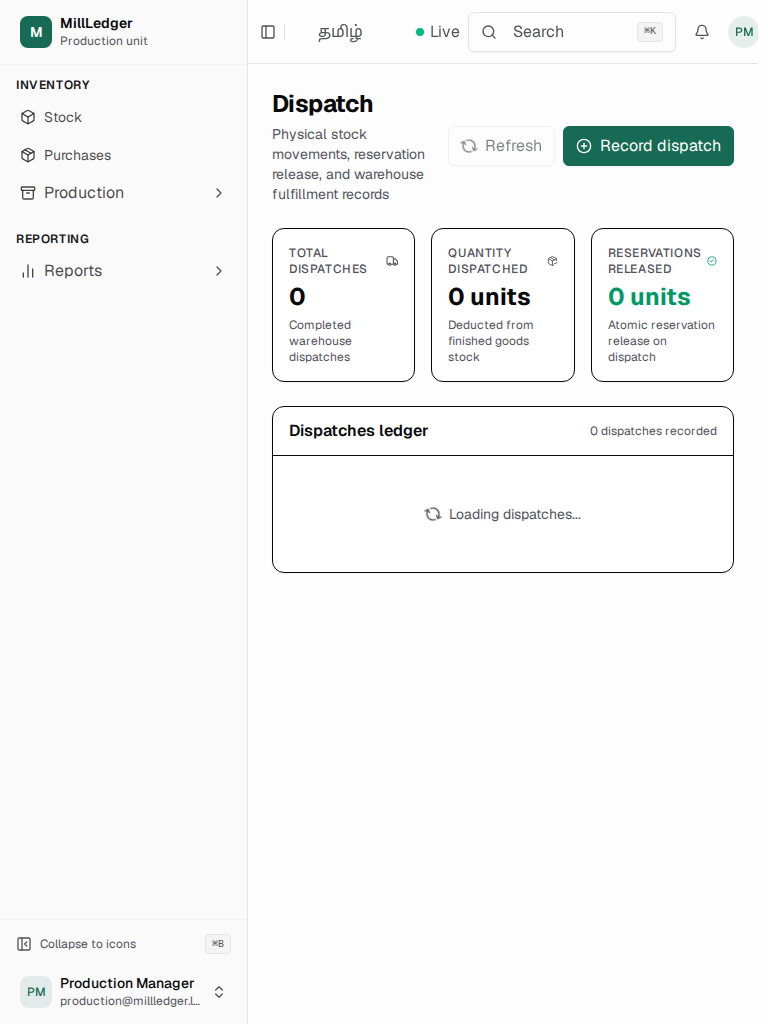 M
MillLedger
Production unit
INVENTORY
Stock
Purchases
Production
REPORTING
Reports
Collapse to icons
⌘B
PM
Production Manager
production@millledger.l...
தமிழ்
Live
Search
⌘K
PM
Dispatch
Physical stock
movements, reservation
release, and warehouse
fulfillment records
Refresh
Record dispatch
TOTAL
DISPATCHES
0
Completed
warehouse
dispatches
QUANTITY
DISPATCHED
0 units
Deducted from
finished goods
stock
RESERVATIONS
RELEASED
0 units
Atomic reservation
release on
dispatch
Dispatches ledger
0 dispatches recorded
Loading dispatches...